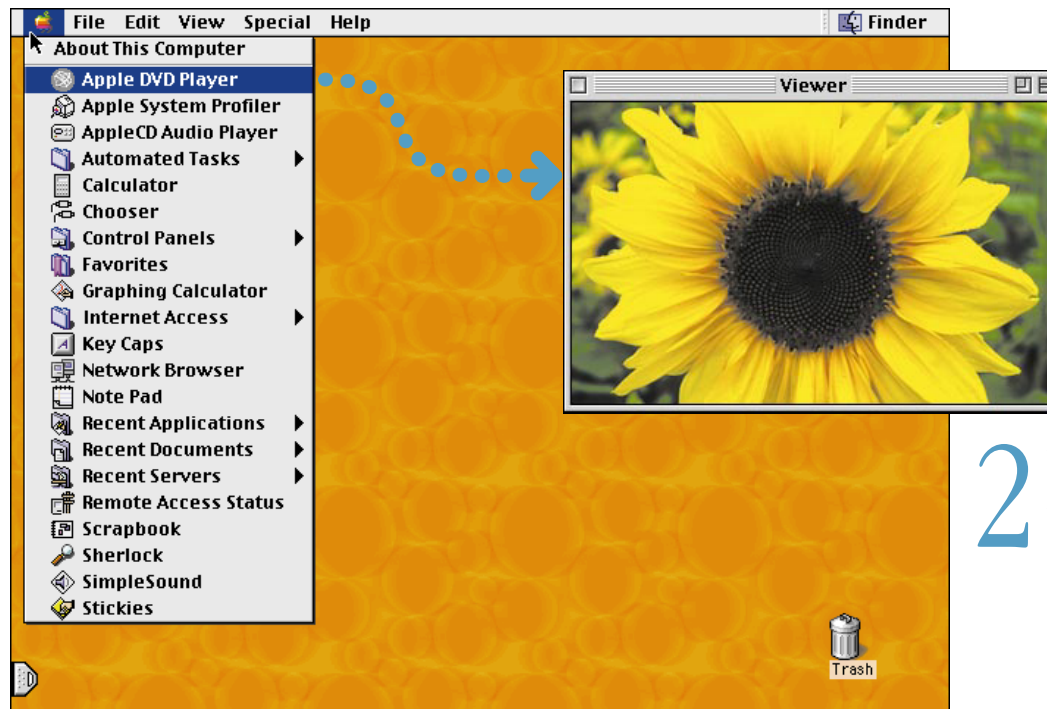 File Edit View Special Help Finder
About This Computer
Apple DVD Player
Apple System Profiler
AppleCD Audio Player
Automated Tasks
Calculator
Chooser
Control Panels
Favorites
Graphing Calculator
Internet Access
Key Caps
Network Browser
Note Pad
Recent Applications
Recent Documents
Recent Servers
Remote Access Status
Scrapbook
Sherlock
SimpleSound
Stickies
Viewer
2
Trash